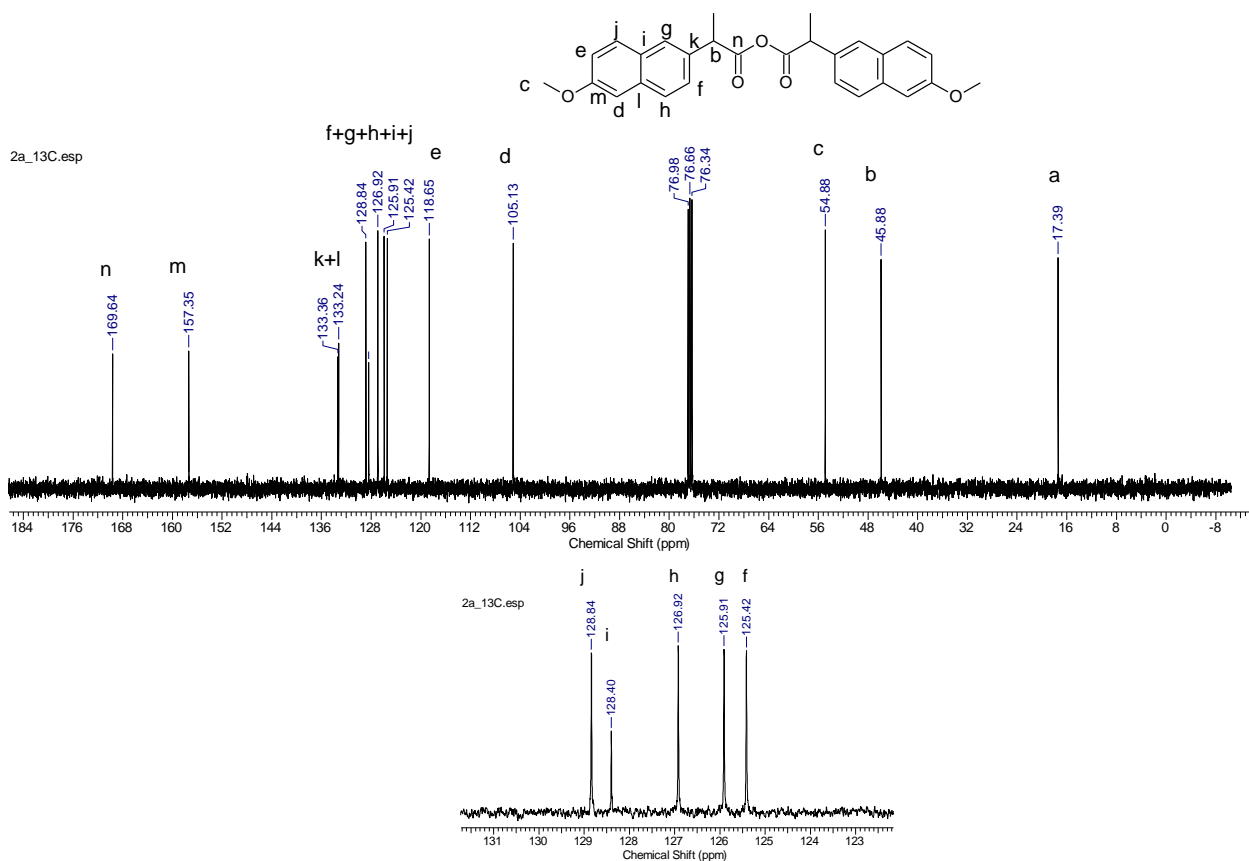 j g
i k n O
e b
O O
c f
O m l O
d h
f+g+h+i+j
2a_13C.esp
e d c b a
n m k+l
169.64
157.35
133.36
133.24
128.84
126.92
125.91
125.42
118.65
105.13
76.98
76.66
76.34
54.88
45.88
17.39
184 176 168 160 152 144 136 128 120 112 104 96 88 80 72 64 56 48 40 32 24 16 8 0 -8
Chemical Shift (ppm)
j h g f
2a_13C.esp
i
128.84
128.40
126.92
125.91
125.42
131 130 129 128 127 126 125 124 123
Chemical Shift (ppm)